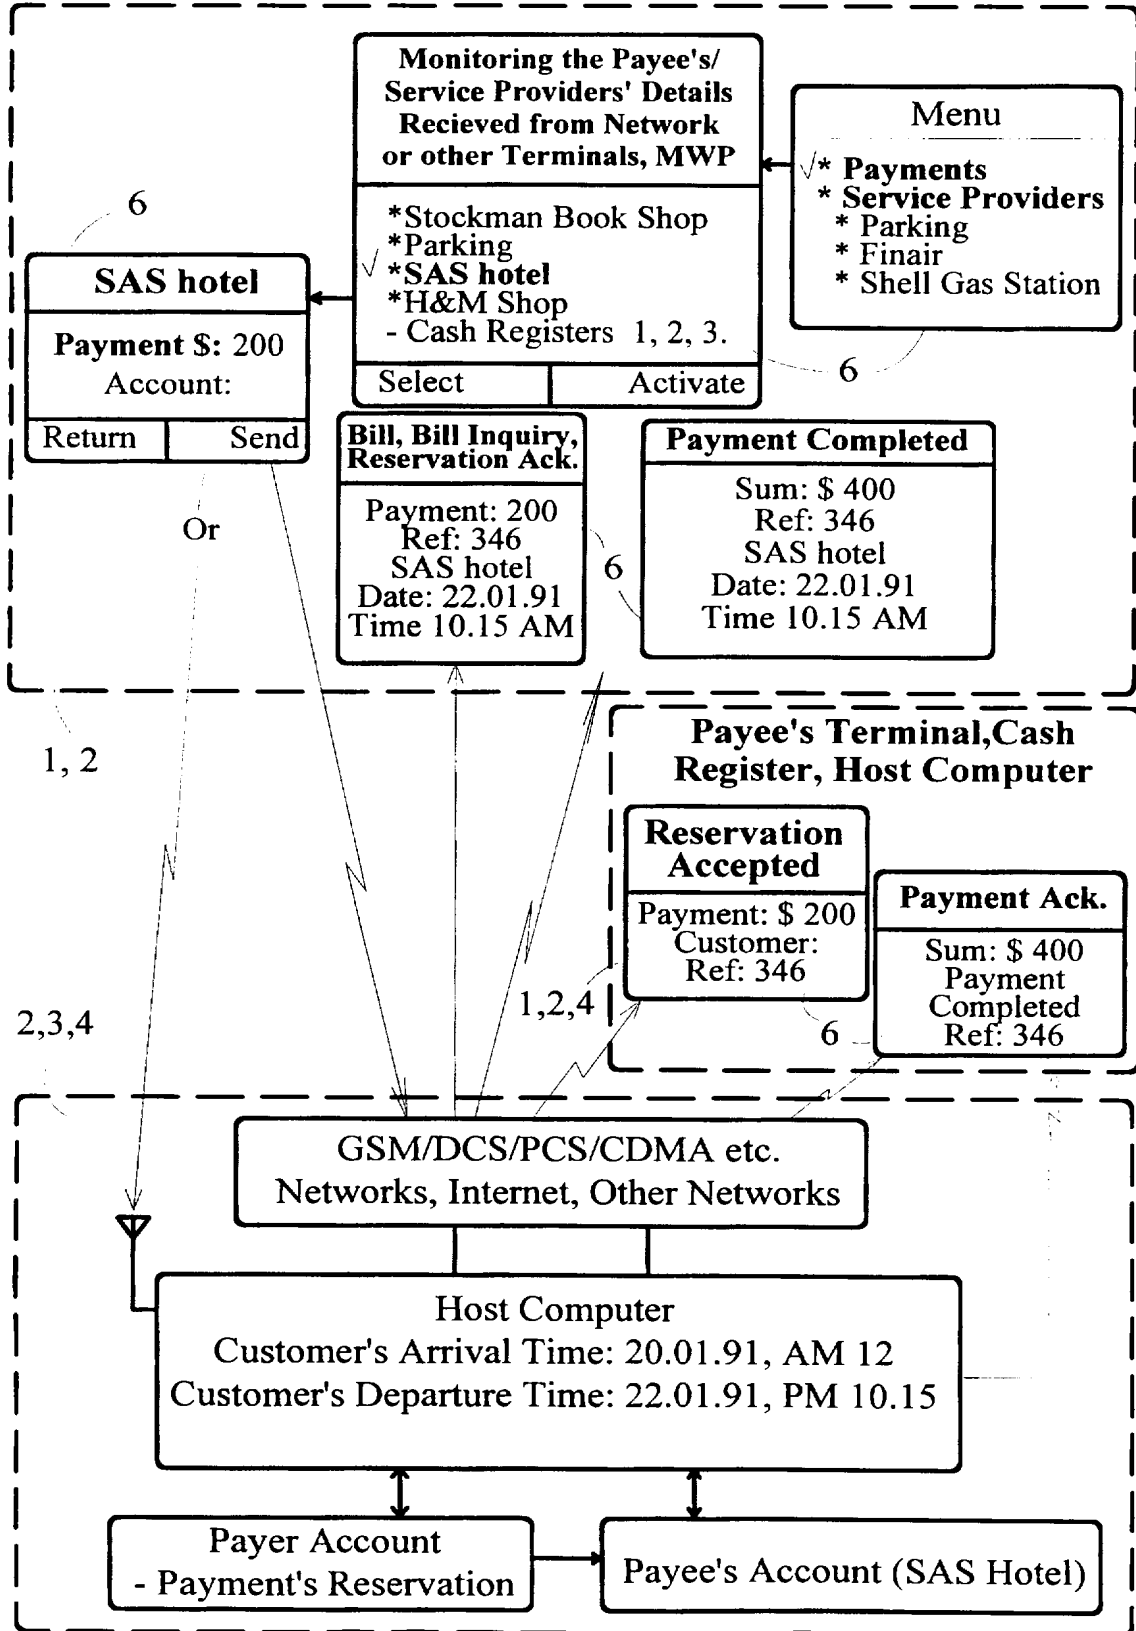 Monitoring the Payee's/
Service Providers' Details
Recieved from Network
or other Terminals, MWP
*Stockman Book Shop
*Parking
√ *SAS hotel
*H&M Shop
- Cash Registers 1, 2, 3.
Select
Activate
Menu
√* Payments
* Service Providers
* Parking
* Finair
* Shell Gas Station
6
6
SAS hotel
Payment $: 200
Account:
Return
Send
Or
Bill, Bill Inquiry,
Reservation Ack.
Payment: 200
Ref: 346
SAS hotel
Date: 22.01.91
Time 10.15 AM
6
Payment Completed
Sum: $ 400
Ref: 346
SAS hotel
Date: 22.01.91
Time 10.15 AM
1, 2
Payee's Terminal,Cash
Register, Host Computer
Reservation
Accepted
Payment: $ 200
Customer:
Ref: 346
Payment Ack.
Sum: $ 400
Payment
Completed
Ref: 346
1,2,4
6
2,3,4
GSM/DCS/PCS/CDMA etc.
Networks, Internet, Other Networks
Host Computer
Customer's Arrival Time: 20.01.91, AM 12
Customer's Departure Time: 22.01.91, PM 10.15
Payer Account
- Payment's Reservation
Payee's Account (SAS Hotel)